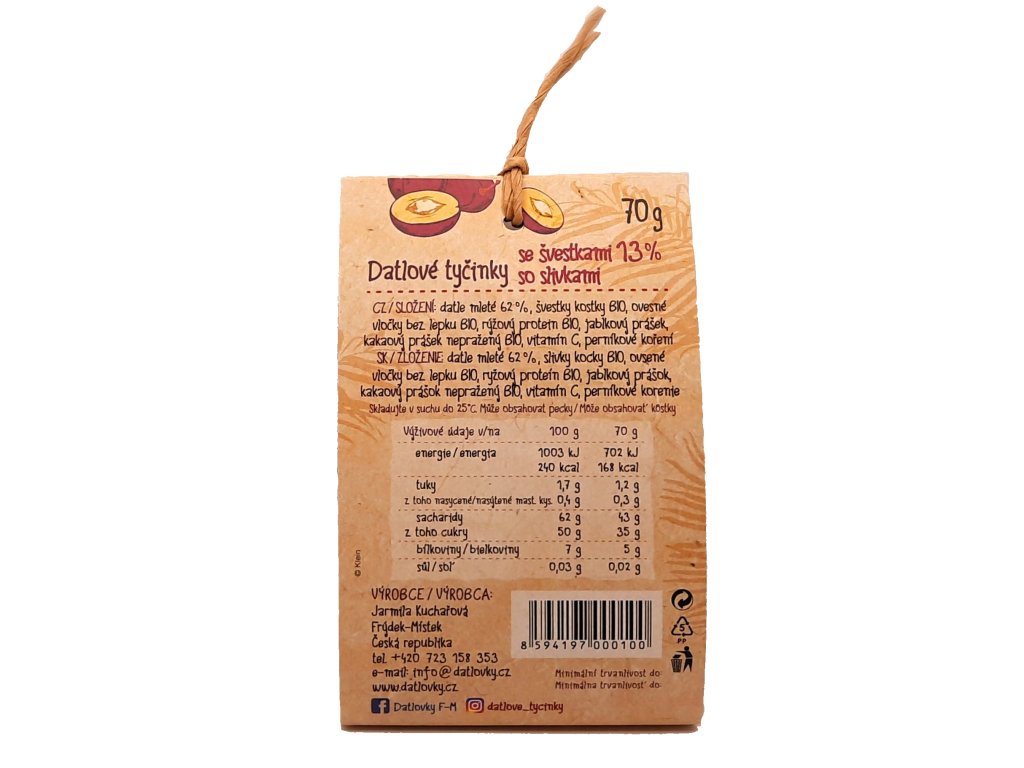 70 g
Datlové tyčinky
se švestkami 13%
so slivkami
CZ/SLOŽENÍ: datle mleté 62%, švestky kostky BIO, ovesné
vločky bez lepku BIO, rýžový protein BIO, jablkový prášek,
kakaový prášek nepražený BIO, vitamín C, perníkové koření
SK/ZLOŽENIE: datle mleté 62%, slivky kocky BIO, ovsené
vločky bez lepku BIO, ryžový proteín BIO, jablkový prášok,
kakaový prášok nepražený BIO, vitamín C, perníkové korenie
Skladujte v suchu do 25°C. Může obsahovat pecky/Môže obsahovať kôstky
Výživové údaje v/na 100 g 70 g
energie/energia 1003 kJ 702 kJ
240 kcal 168 kcal
tuky 1,7 g 1,2 g
z toho nasycené/nasýtené mast. kys. 0,4 g 0,3 g
sacharidy 62 g 43 g
z toho cukry 50 g 35 g
bílkoviny/bielkoviny 7 g 5 g
sůl/soľ 0,03 g 0,02 g
© Klein
VÝROBCE/VÝROBCA:
Jarmila Kuchařová
Frýdek-Místek
Česká republika
tel. +420 723 158 353
e-mail: info@datlovky.cz
www.datlovky.cz
Datlovky F-M datlove_tycinky
8 594197 000100
5
PP
Minimální trvanlivost do:
Minimálna trvanlivosť do: